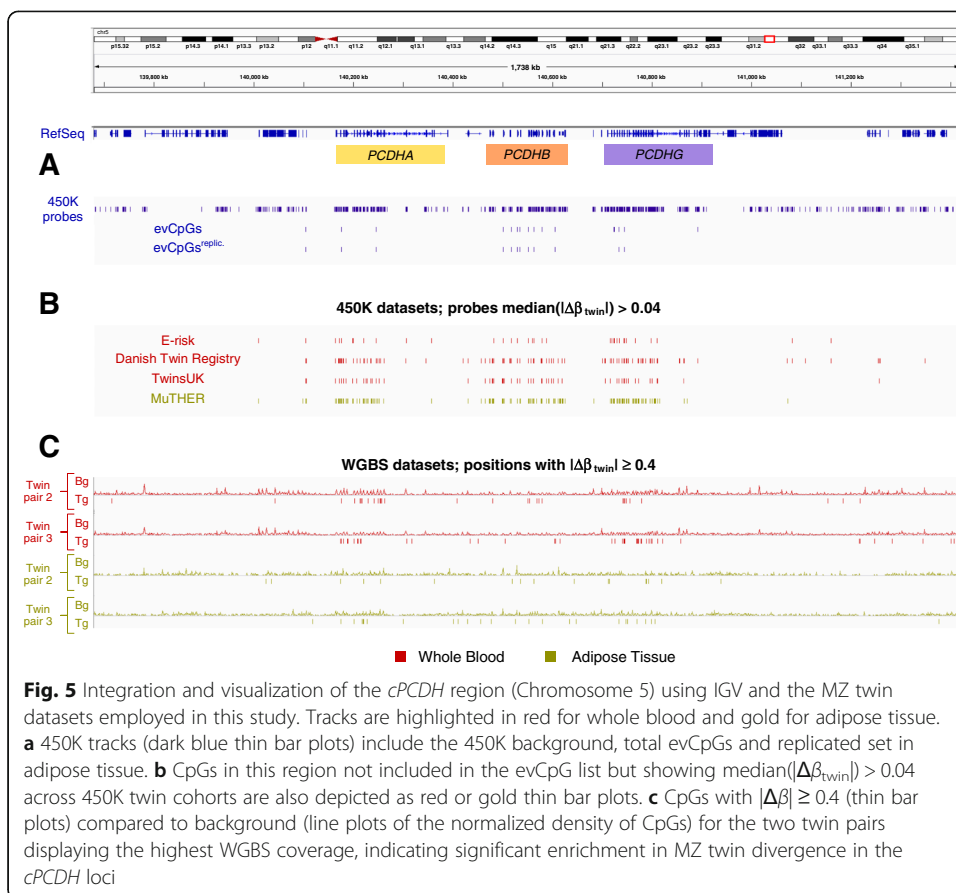 chr5
p15.32 p15.2 p14.3 p14.1 p13.3 p13.2 p12 q11.1 q11.2 q12.1 q13.1 q13.3 q14.2 q14.3 q15 q21.1 q21.3 q22.2 q23.1 q23.2 q23.3 q31.2 q32 q33.1 q33.3 q34 q35.1
1,738 kb
139,800 kb 140,000 kb 140,200 kb 140,400 kb 140,600 kb 140,800 kb 141,000 kb 141,200 kb
RefSeq
PCDHA PCDHB PCDHG
A
450K
probes
evCpGs
evCpGs replic.
B
450K datasets; probes median(|Δβtwin|) > 0.04
E-risk
Danish Twin Registry
TwinsUK
MuTHER
C
WGBS datasets; positions with |Δβtwin| ≥ 0.4
Twin
pair 2
Bg
Tg
Twin
pair 3
Bg
Tg
Twin
pair 2
Bg
Tg
Twin
pair 3
Bg
Tg
Whole Blood Adipose Tissue
Fig. 5 Integration and visualization of the cPCDH region (Chromosome 5) using IGV and the MZ twin
datasets employed in this study. Tracks are highlighted in red for whole blood and gold for adipose tissue.
a 450K tracks (dark blue thin bar plots) include the 450K background, total evCpGs and replicated set in
adipose tissue. b CpGs in this region not included in the evCpG list but showing median(|Δβtwin|) > 0.04
across 450K twin cohorts are also depicted as red or gold thin bar plots. c CpGs with |Δβ| ≥ 0.4 (thin bar
plots) compared to background (line plots of the normalized density of CpGs) for the two twin pairs
displaying the highest WGBS coverage, indicating significant enrichment in MZ twin divergence in the
cPCDH loci